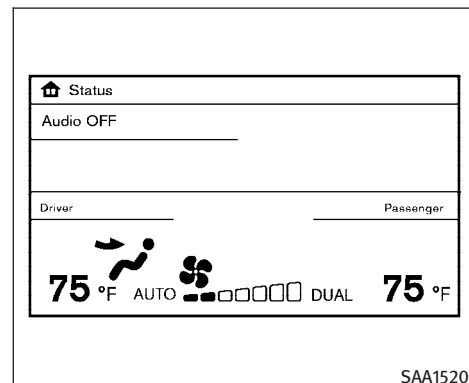 Status
Audio OFF
Driver Passenger
75 °F AUTO DUAL 75 °F
SAA1520